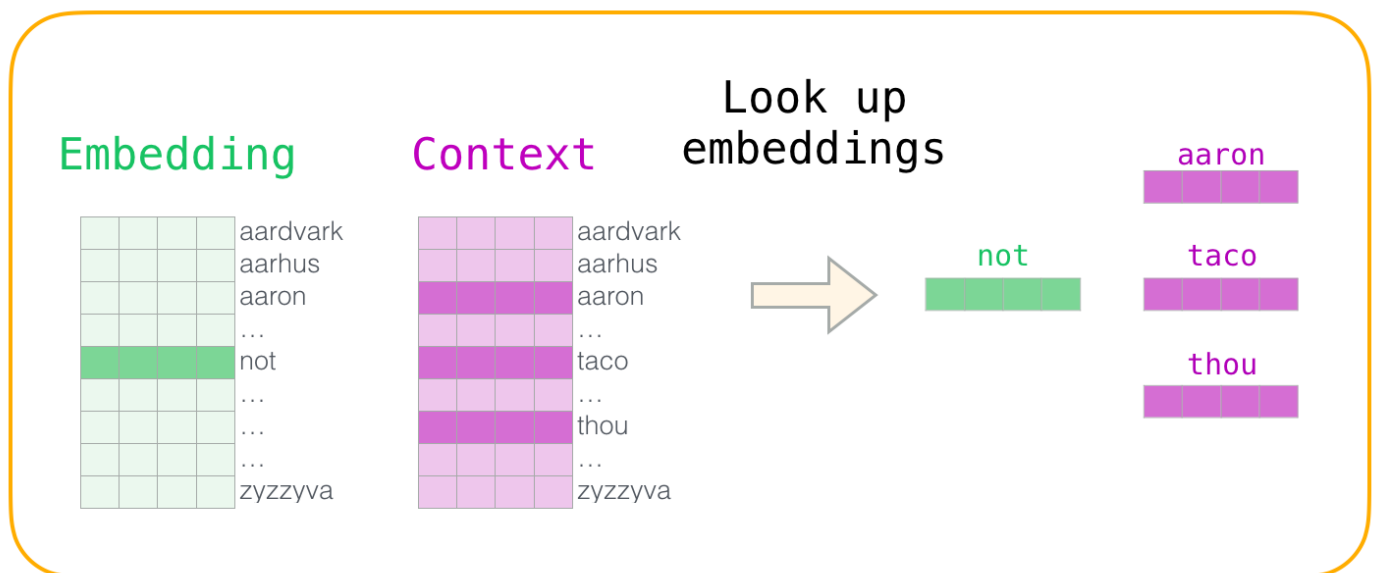 Embedding
aardvark
aarhus
aaron
...
not
...
...
...
zyzzyva
Context
aardvark
aarhus
aaron
...
taco
...
thou
...
zyzzyva
Look up
embeddings
not
aaron
taco
thou